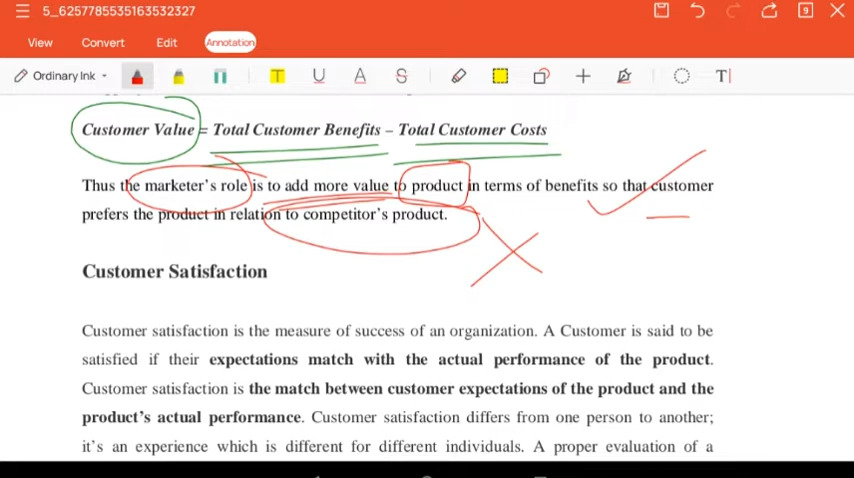 5_6257785535163532327
9
View Convert Edit Annotation
Ordinary Ink T U A S T
Customer Value = Total Customer Benefits – Total Customer Costs
Thus the marketer's role is to add more value to product in terms of benefits so that customer
prefers the product in relation to competitor's product.
Customer Satisfaction
Customer satisfaction is the measure of success of an organization. A Customer is said to be
satisfied if their expectations match with the actual performance of the product.
Customer satisfaction is the match between customer expectations of the product and the
product's actual performance. Customer satisfaction differs from one person to another;
it's an experience which is different for different individuals. A proper evaluation of a